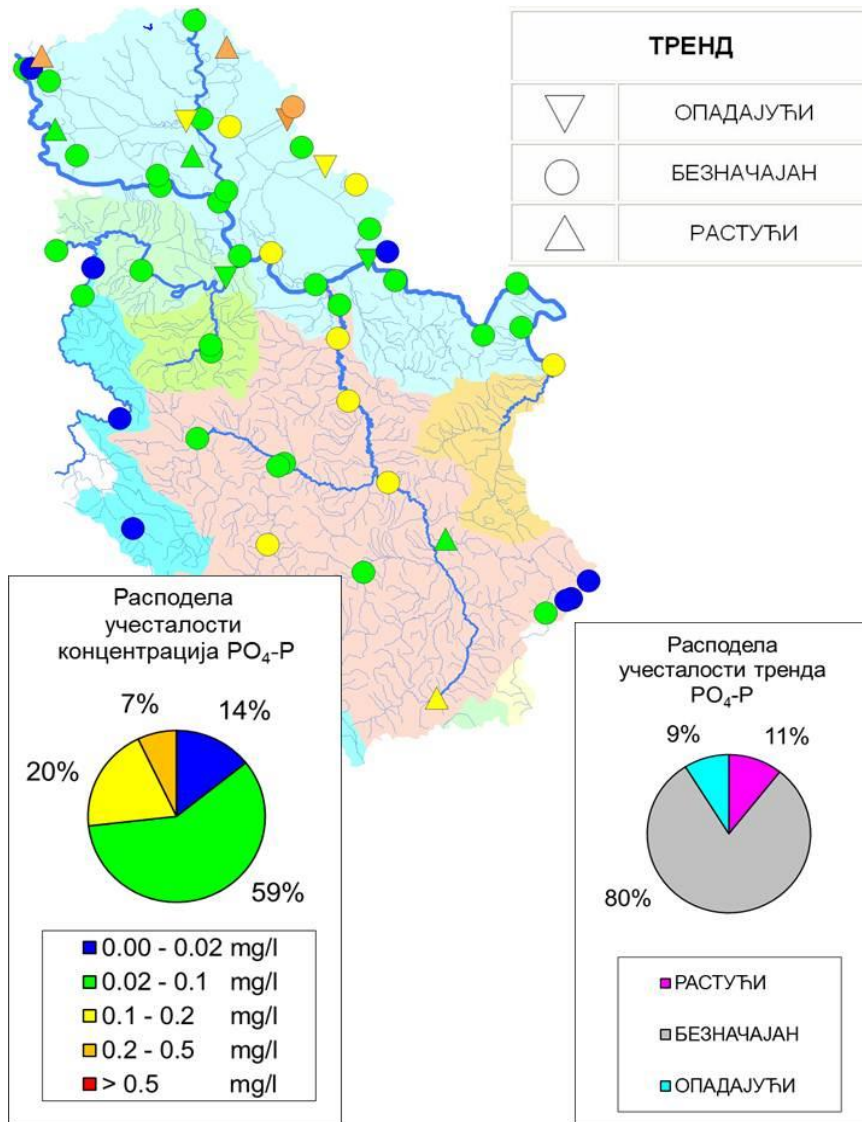 ТРЕНД
ОПАДАЈУЋИ
БЕЗНАЧАЈАН
РАСТУЋИ
Расподела
учесталости
концентрација PO₄-P
7%
14%
20%
59%
0.00 - 0.02 mg/l
0.02 - 0.1 mg/l
0.1 - 0.2 mg/l
0.2 - 0.5 mg/l
> 0.5 mg/l
Расподела
учесталости тренда
PO₄-P
9%
11%
80%
РАСТУЋИ
БЕЗНАЧАЈАН
ОПАДАЈУЋИ